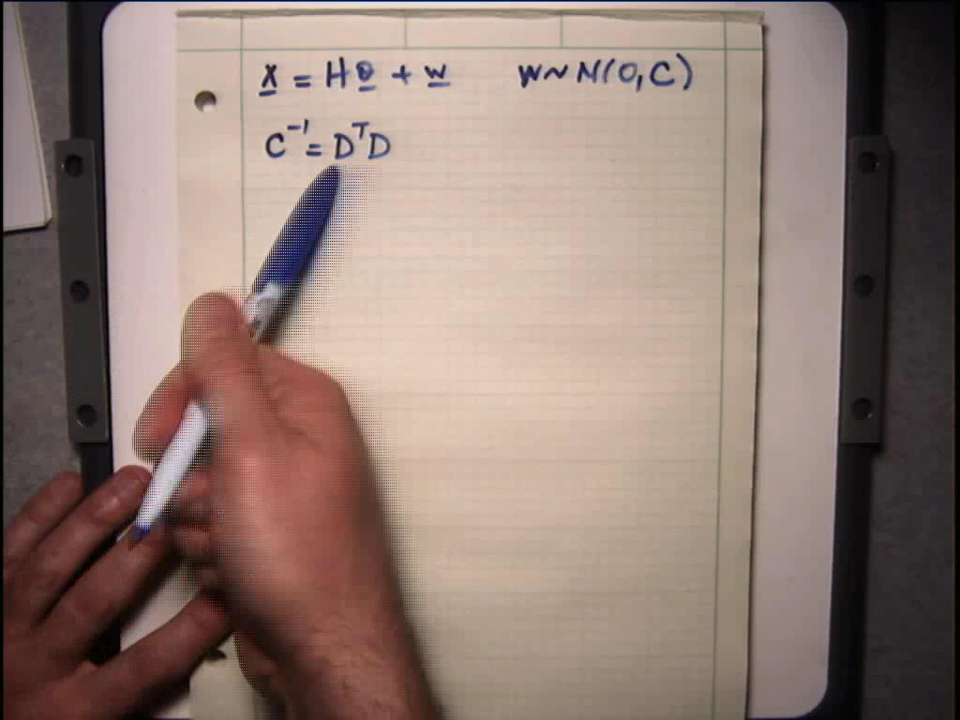 x = Hθ + w    w ~ N(0, C)
C⁻¹ = DᵀD